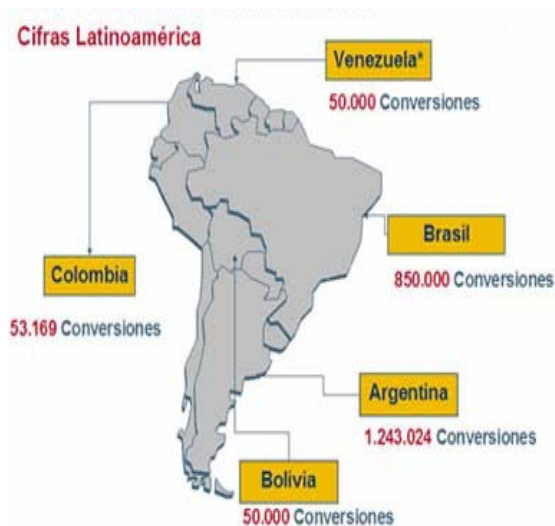 Cifras Latinoamérica
Venezuela*
50.000 Conversiones
Brasil
850.000 Conversiones
Colombia
53.169 Conversiones
Argentina
1.243.024 Conversiones
Bolivia
50.000 Conversiones